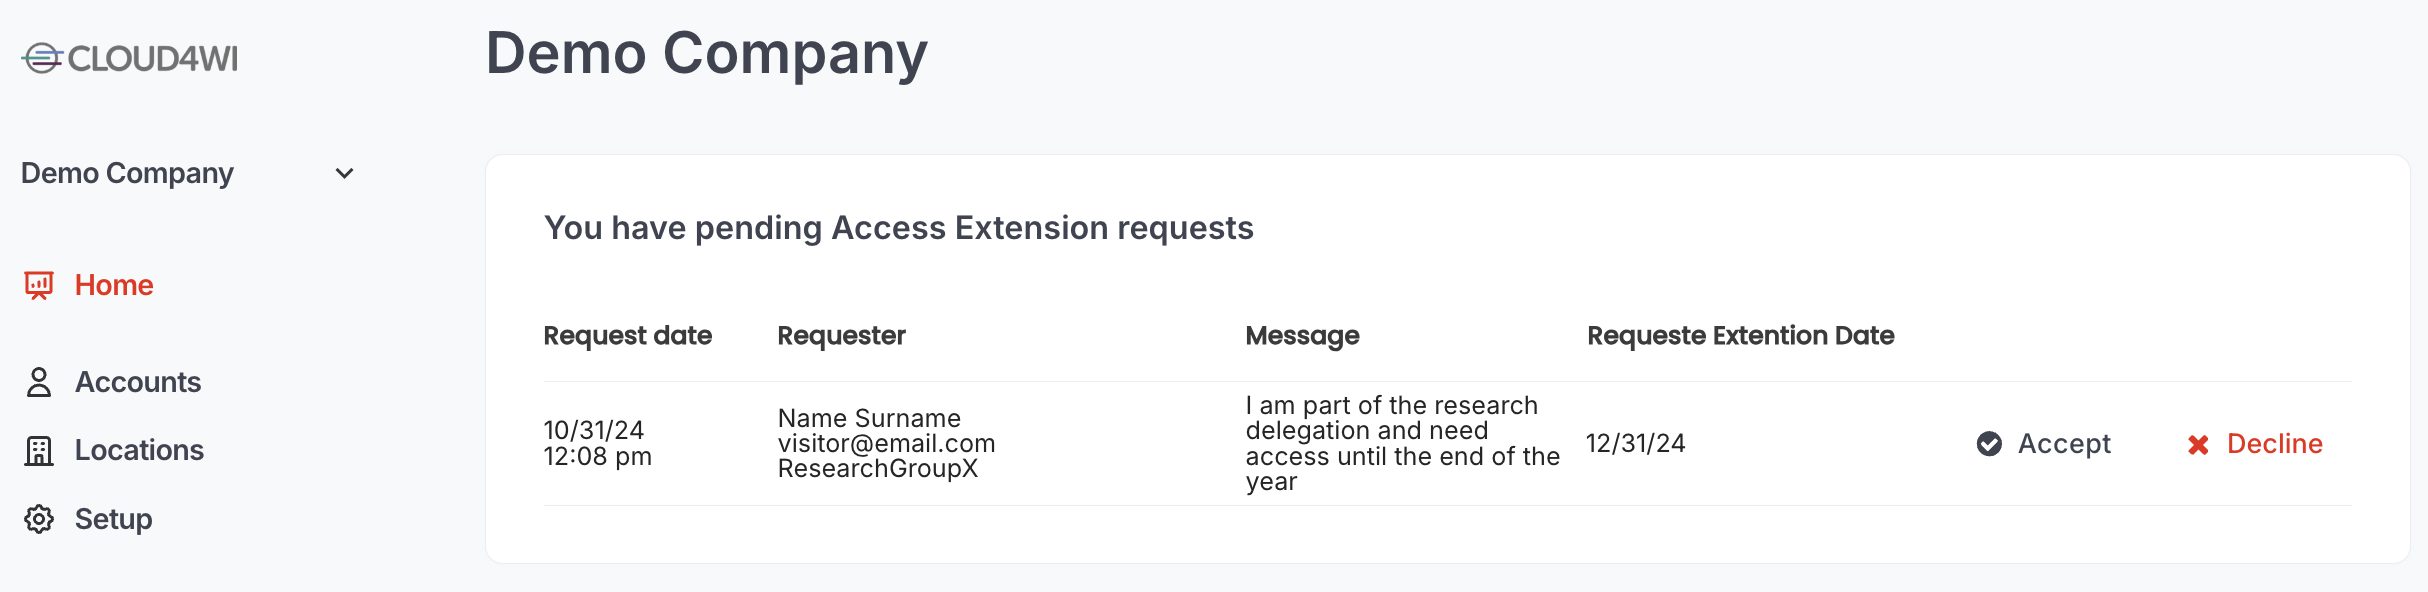 CLOUD4WI
Demo Company
Demo Company
Home
Accounts
Locations
Setup
You have pending Access Extension requests
Request date
Requester
Message
Requeste Extention Date
10/31/24
12:08 pm
Name Surname
visitor@email.com
ResearchGroupX
I am part of the research
delegation and need
access until the end of the
year
12/31/24
Accept
Decline